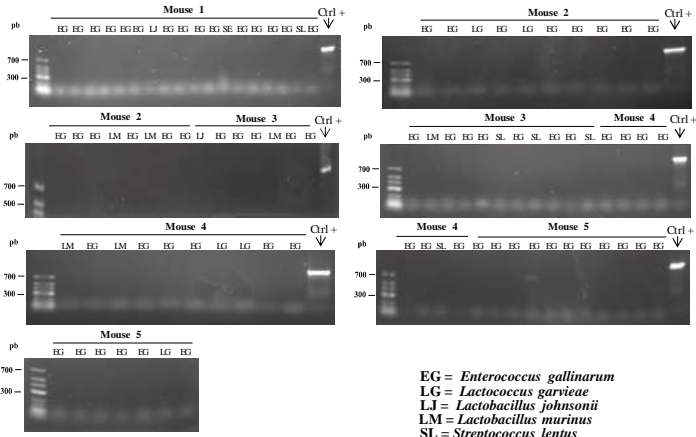 Mouse 1 Ctrl +
pb EG EG EG EG EG EG LJ EG EG EG EG SE EG EG EG EG SL EG
700
300
Mouse 2 Ctrl +
pb EG EG LG EG EG LG EG EG EG
700
300
Mouse 2 Mouse 3 Ctrl +
pb EG EG EG LM EG LM EG EG LJ EG EG EG LM EG EG
700
500
Mouse 3 Mouse 4 Ctrl +
pb EG LM EG EG EG SL EG SL EG EG SL EG EG EG EG
700
300
Mouse 4 Ctrl +
pb LM EG LM EG EG EG LG LG EG EG
700
300
Mouse 4 Mouse 5 Ctrl +
pb EG EG SL EG EG EG EG EG EG EG EG EG EG EG EG
700
300
Mouse 5
pb EG EG EG EG EG LG EG
700
300
EG = Enterococcus gallinarum
LG = Lactococcus garvieae
LJ = Lactobacillus johnsonii
LM = Lactobacillus murinus
SL = Streptococcus lentus